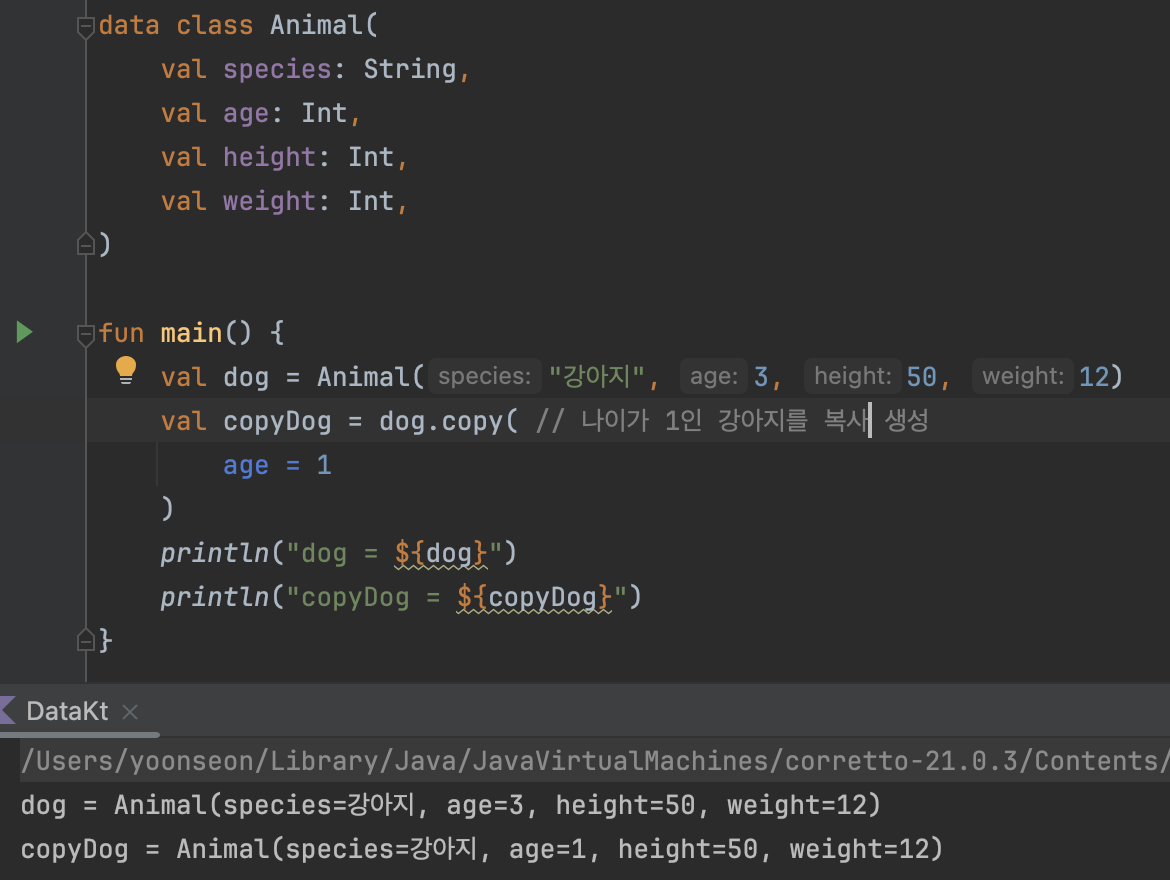 data class Animal(
    val species: String,
    val age: Int,
    val height: Int,
    val weight: Int,
)
fun main() {
    val dog = Animal( species: "강아지", age: 3, height: 50, weight: 12)
    val copyDog = dog.copy( // 나이가 1인 강아지를 복사 생성
        age = 1
    )
    println("dog = ${dog}")
    println("copyDog = ${copyDog}")
}
DataKt
/Users/yoonseon/Library/Java/JavaVirtualMachines/corretto-21.0.3/Contents/
dog = Animal(species=강아지, age=3, height=50, weight=12)
copyDog = Animal(species=강아지, age=1, height=50, weight=12)